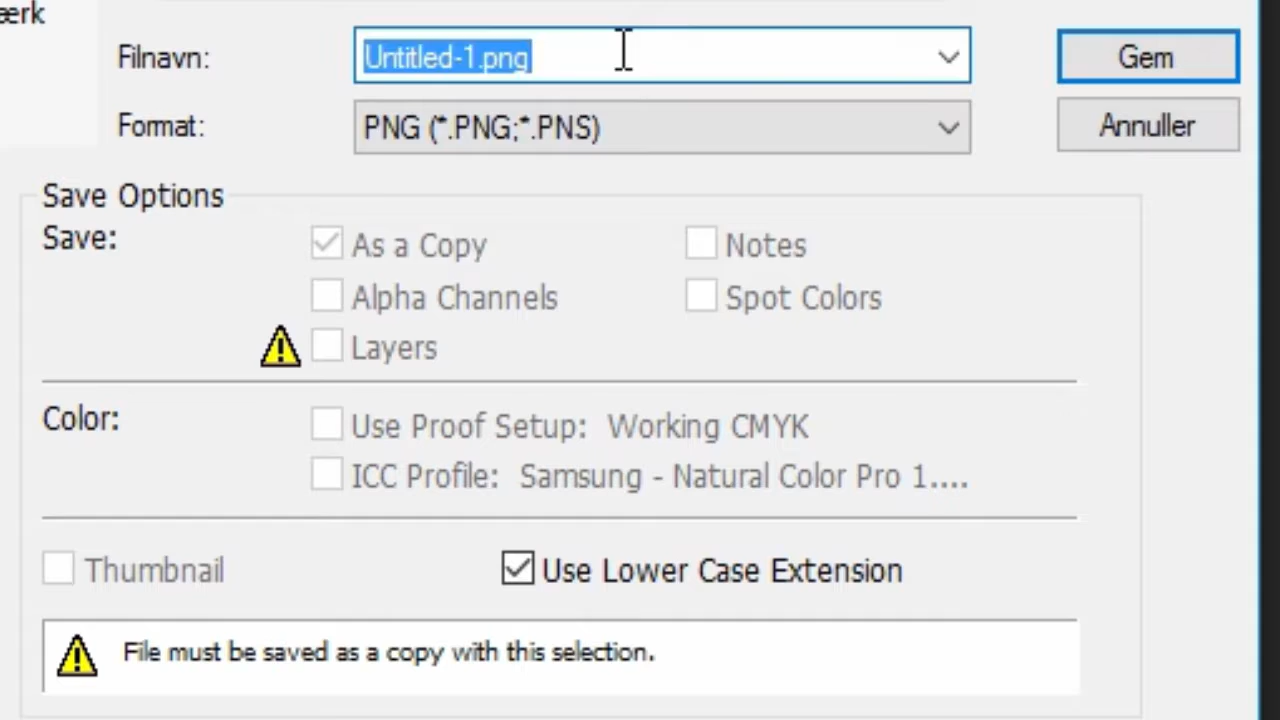 ærk
Filnavn: Untitled-1.png Gem
Format: PNG (*.PNG;*.PNS) Annuller
Save Options
Save: As a Copy Notes
Alpha Channels Spot Colors
Layers
Color: Use Proof Setup: Working CMYK
ICC Profile: Samsung - Natural Color Pro 1....
Thumbnail Use Lower Case Extension
File must be saved as a copy with this selection.